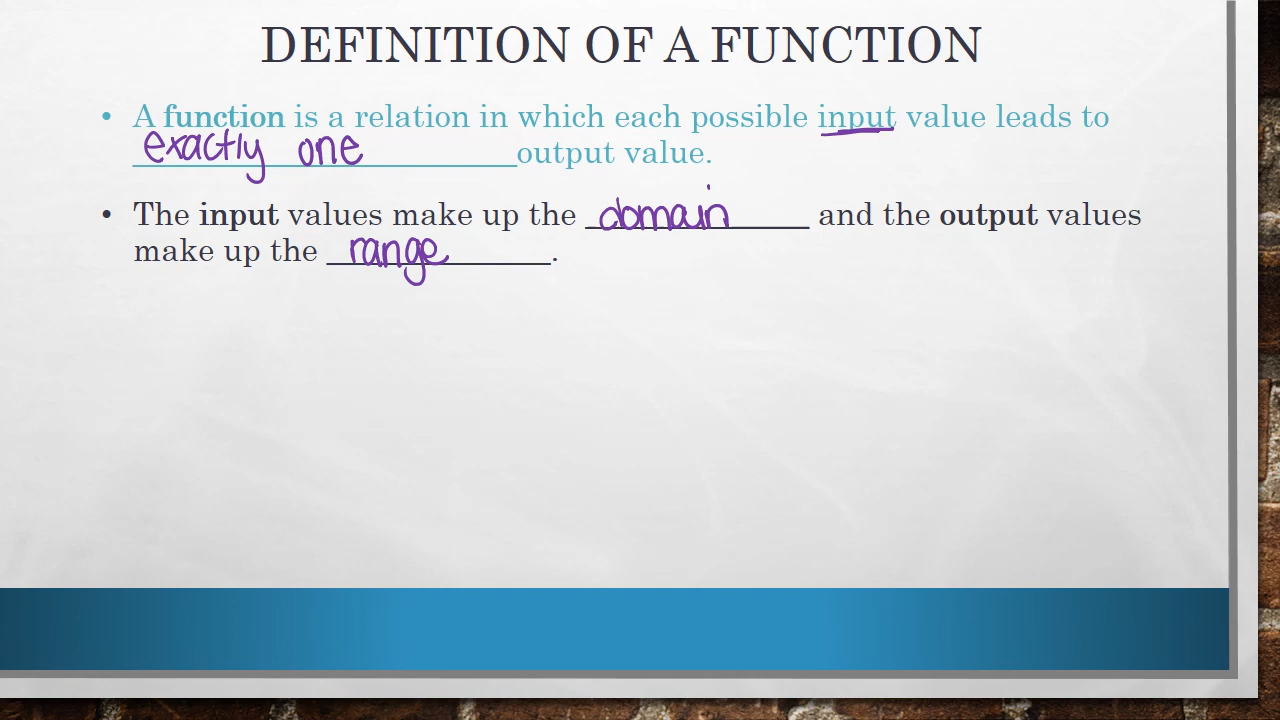 DEFINITION OF A FUNCTION
• A function is a relation in which each possible input value leads to
exactly one output value.
• The input values make up the domain and the output values
make up the range.